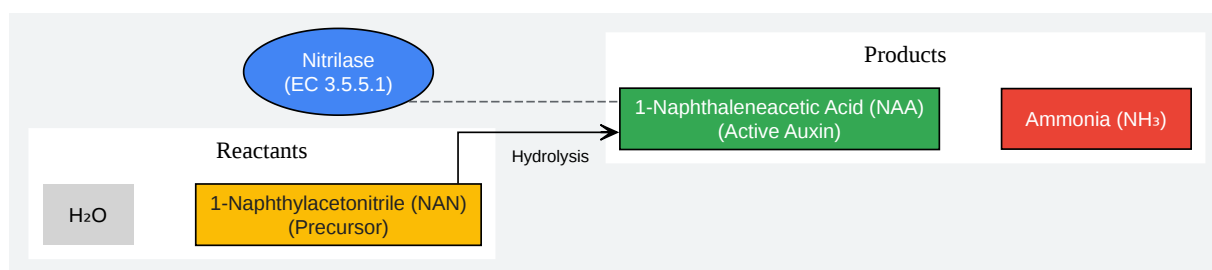 Nitrilase
(EC 3.5.5.1)
Products
1-Naphthaleneacetic Acid (NAA)
(Active Auxin)
Ammonia (NH₃)
Reactants
Hydrolysis
H₂O
1-Naphthylacetonitrile (NAN)
(Precursor)